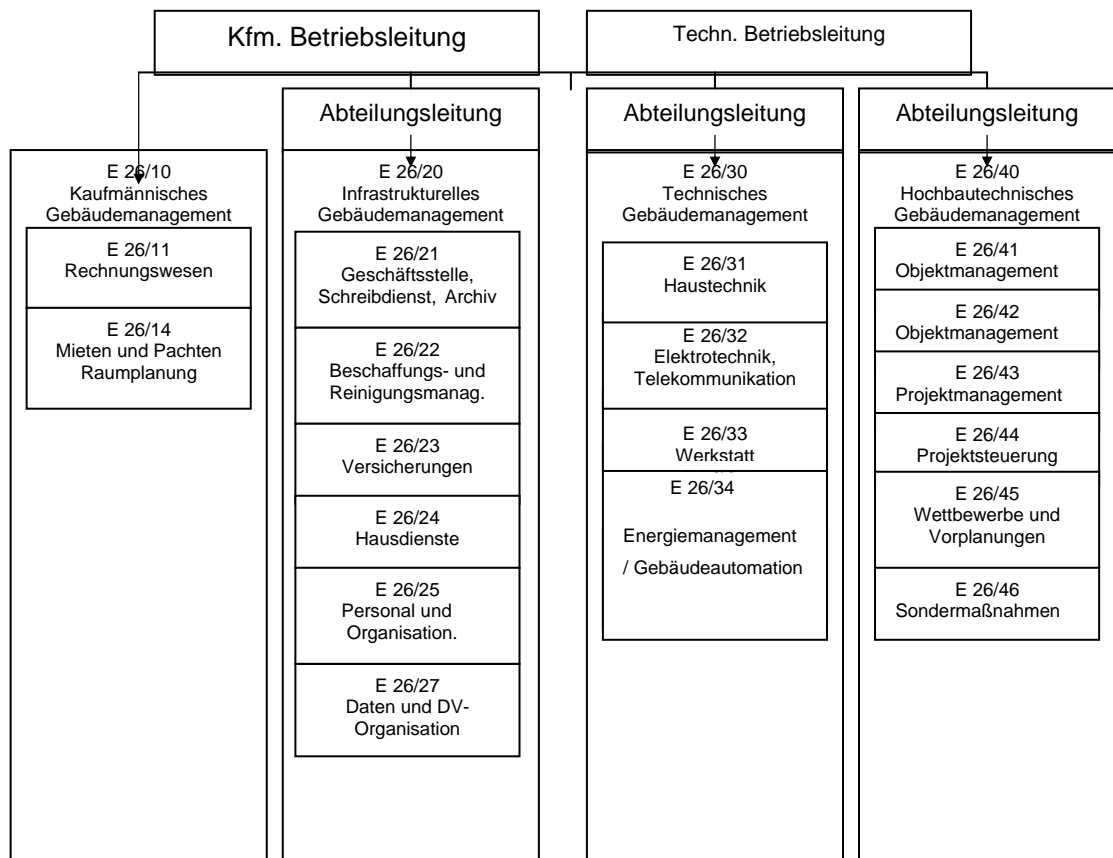 Kfm. Betriebsleitung
Techn. Betriebsleitung
Abteilungsleitung
Abteilungsleitung
Abteilungsleitung
E 26/10
Kaufmännisches
Gebäudemanagement
E 26/11
Rechnungswesen
E 26/14
Mieten und Pachten
Raumplanung
E 26/20
Infrastrukturelles
Gebäudemanagement
E 26/21
Geschäftsstelle,
Schreibdienst, Archiv
E 26/22
Beschaffungs- und
Reinigungsmanag.
E 26/23
Versicherungen
E 26/24
Hausdienste
E 26/25
Personal und
Organisation.
E 26/27
Daten und DV-
Organisation
E 26/30
Technisches
Gebäudemanagement
E 26/31
Haustechnik
E 26/32
Elektrotechnik,
Telekommunikation
E 26/33
Werkstatt
E 26/34
Energiemanagement
/ Gebäudeautomation
E 26/40
Hochbautechnisches
Gebäudemanagement
E 26/41
Objektmanagement
E 26/42
Objektmanagement
E 26/43
Projektmanagement
E 26/44
Projektsteuerung
E 26/45
Wettbewerbe und
Vorplanungen
E 26/46
Sondermaßnahmen